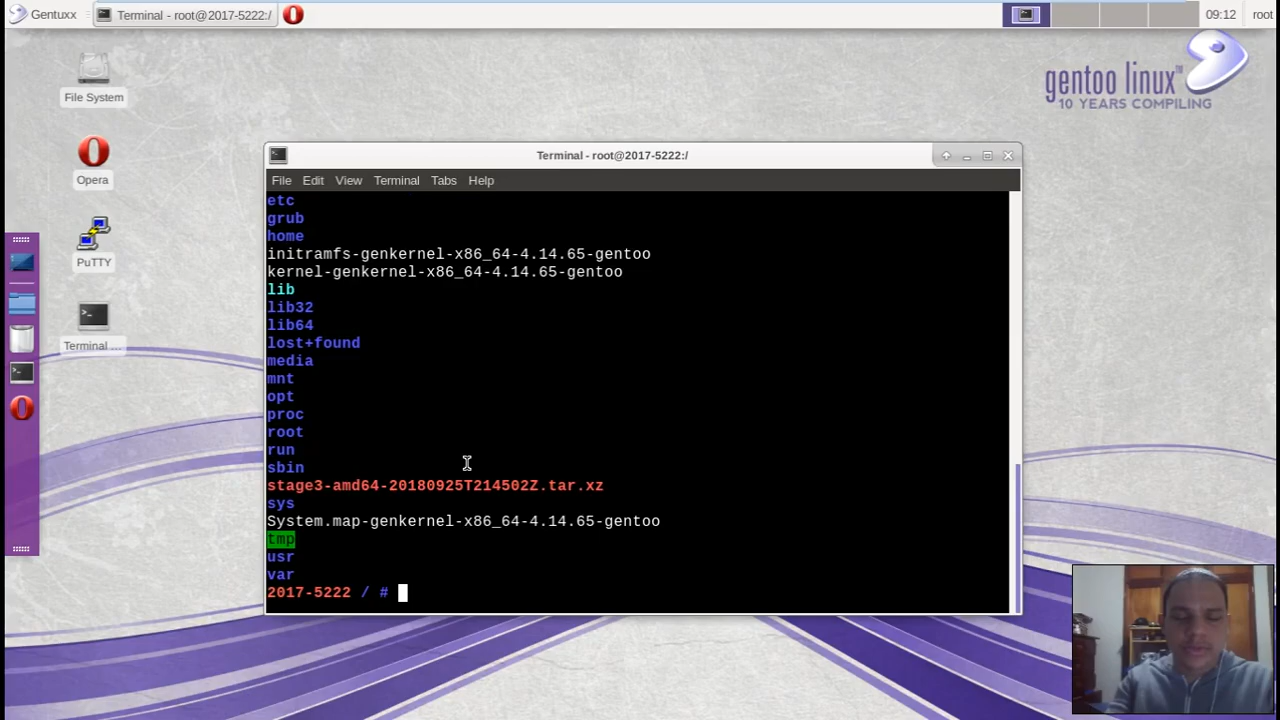 Gentuxx
Terminal - root@2017-5222:/
09:12
root
gentoo linux™
10 YEARS COMPILING
File System
Opera
PuTTY
Terminal ...
Terminal - root@2017-5222:/
File Edit View Terminal Tabs Help
etc
grub
home
initramfs-genkernel-x86_64-4.14.65-gentoo
kernel-genkernel-x86_64-4.14.65-gentoo
lib
lib32
lib64
lost+found
media
mnt
opt
proc
root
run
sbin
stage3-amd64-20180925T214502Z.tar.xz
sys
System.map-genkernel-x86_64-4.14.65-gentoo
tmp
usr
var
2017-5222 / #